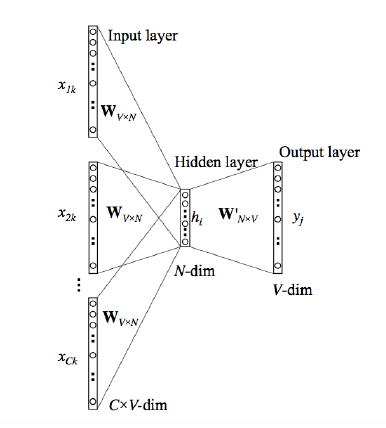 Input layer
x1k
WV×N
Hidden layer
Output layer
x2k
WV×N
hi
W'N×V
yj
N-dim
V-dim
WV×N
xCk
C×V-dim